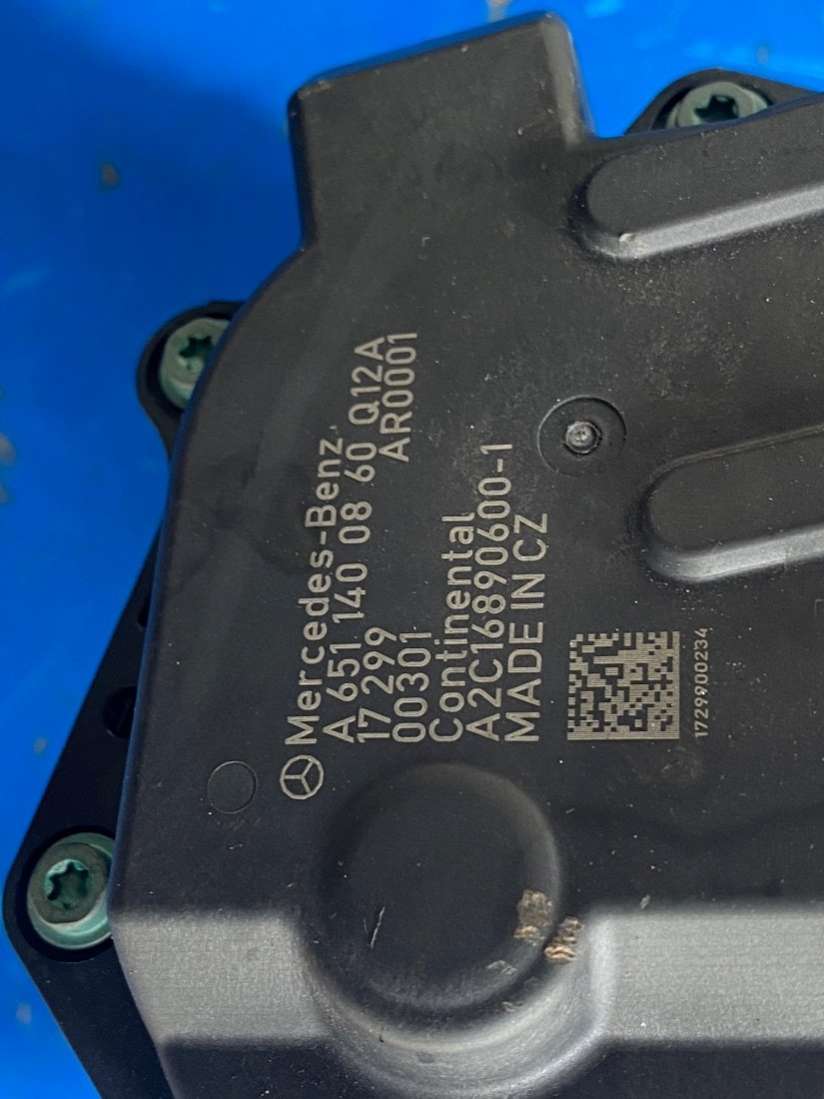 Mercedes-Benz
A 651 140 08 60 Q12A
17 299 AR0001
00301
Continental
A2C16890600-1
MADE IN CZ
1729900234